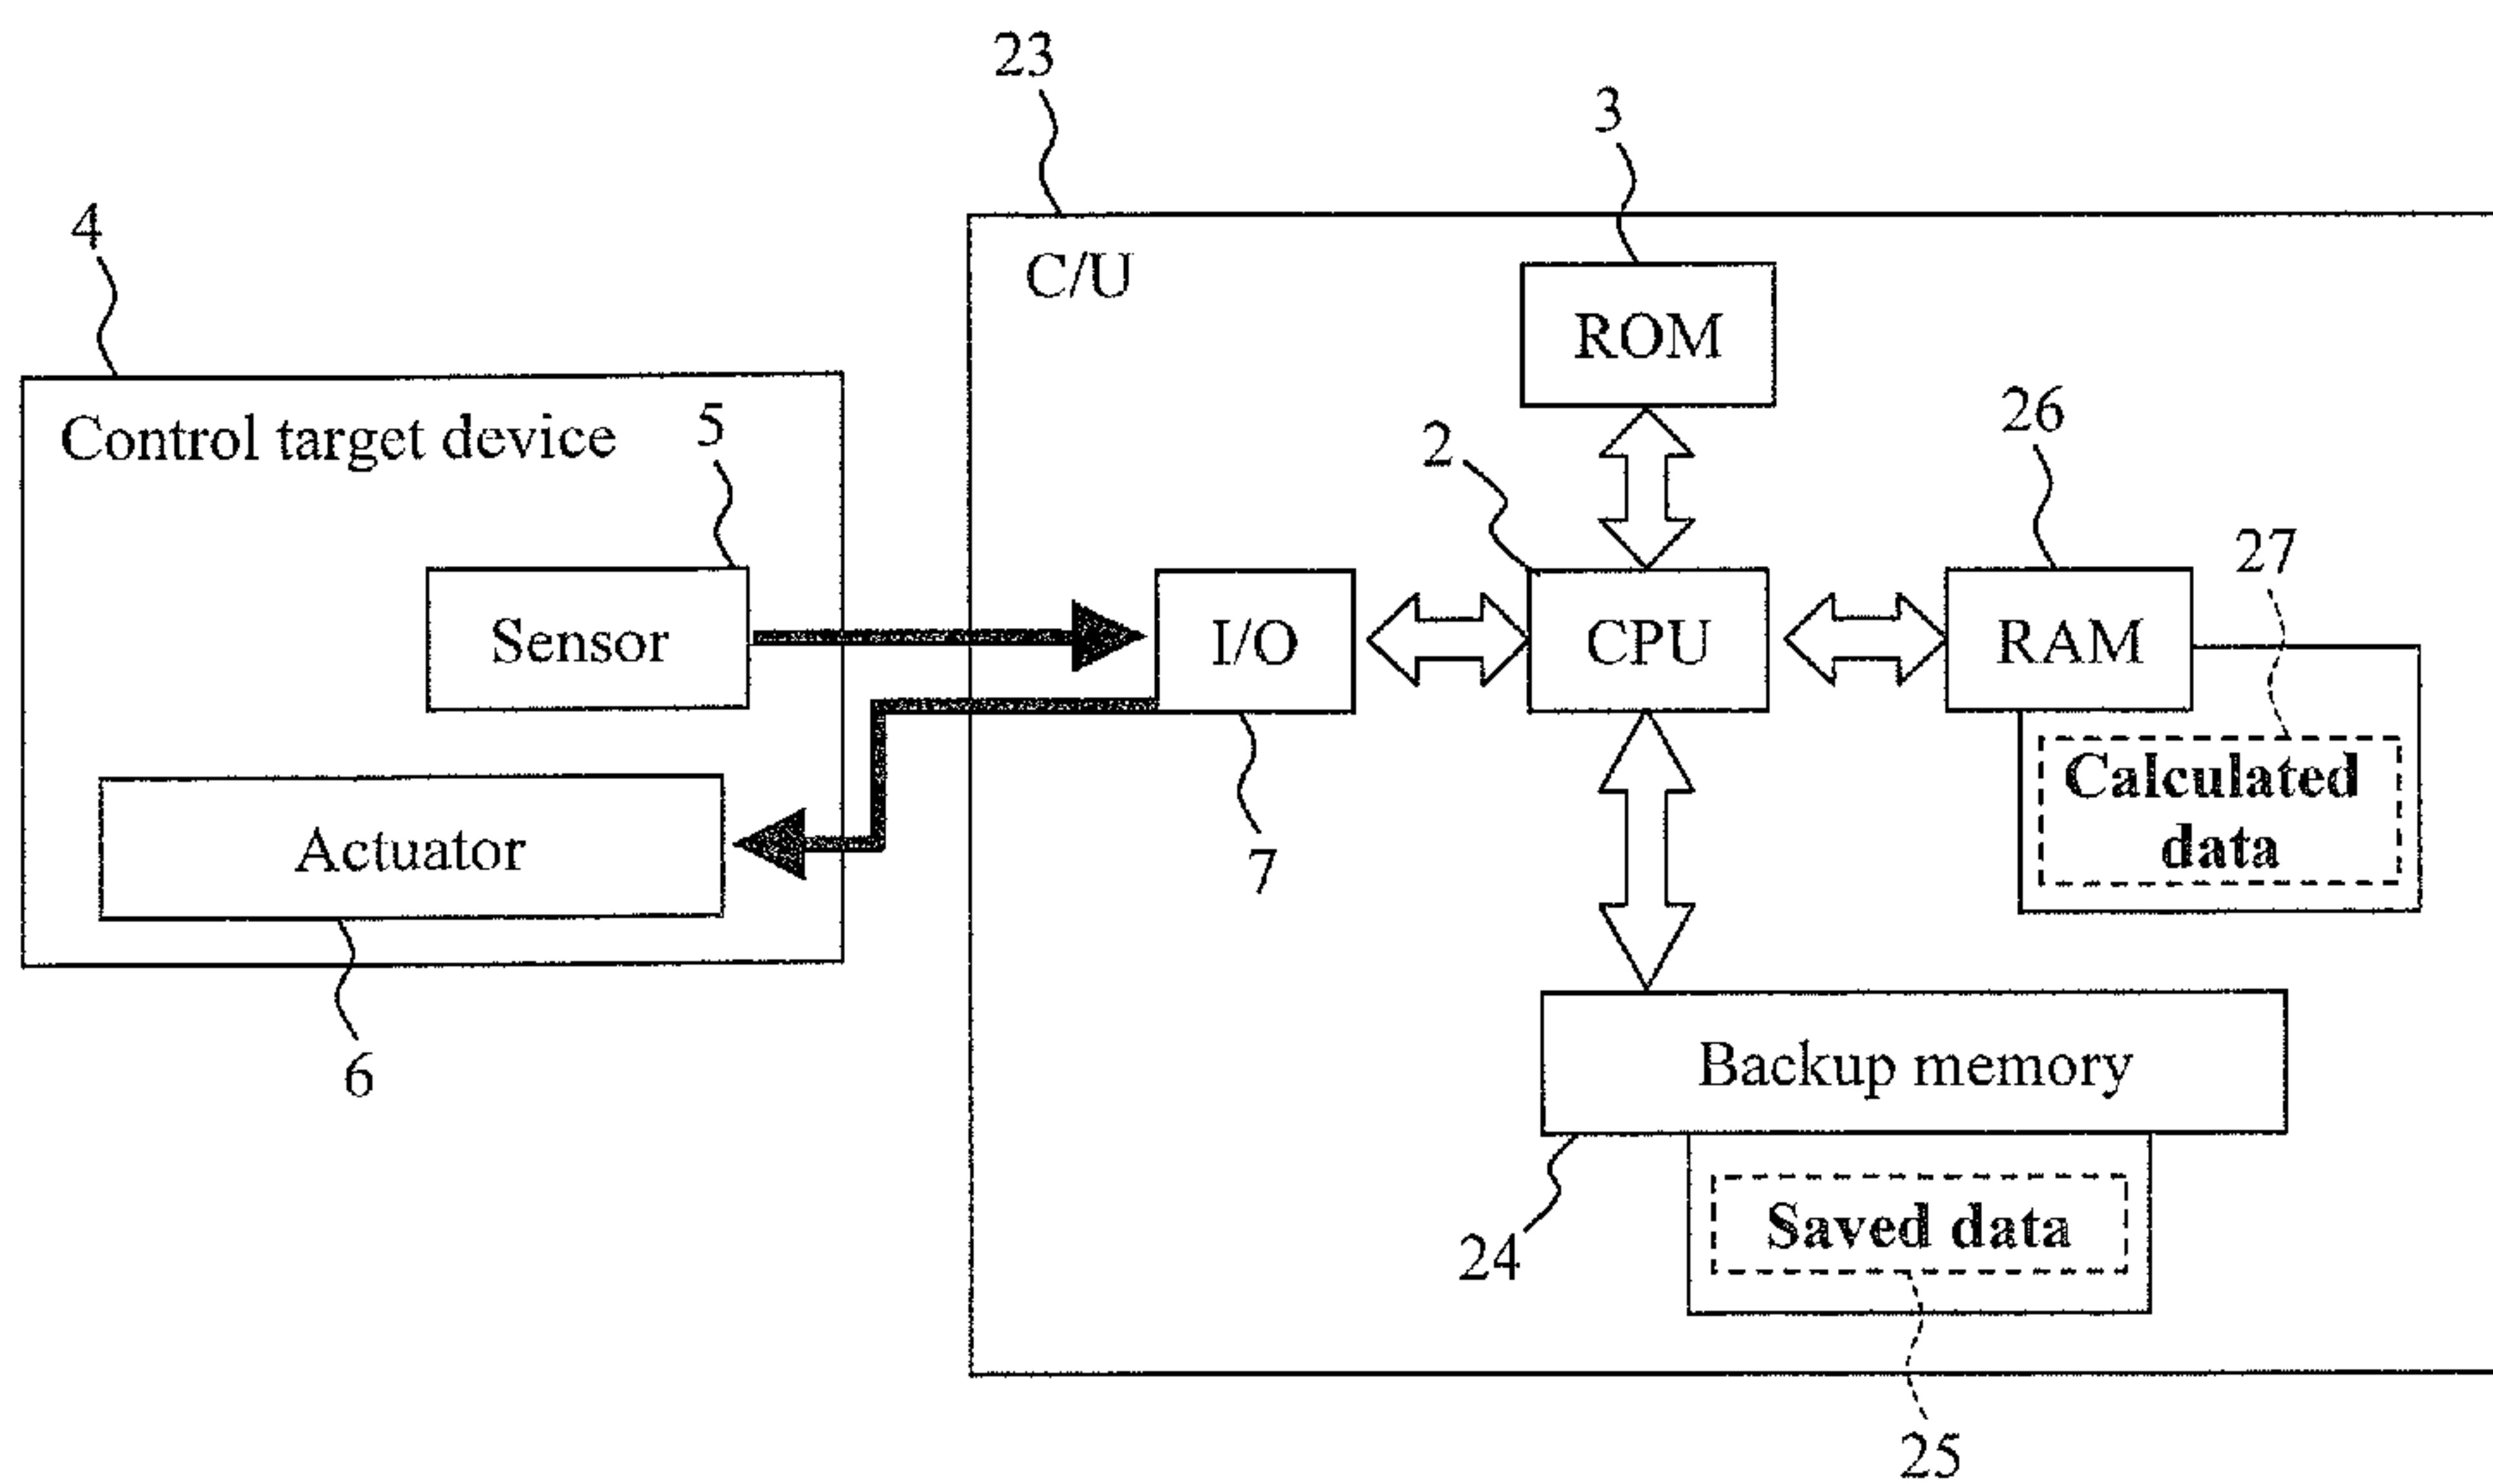 23
3
4
C/U
ROM
26
5
Control target device
2
27
Sensor
I/O
CPU
RAM
Calculated
data
Actuator
7
6
Backup memory
Saved data
24
25